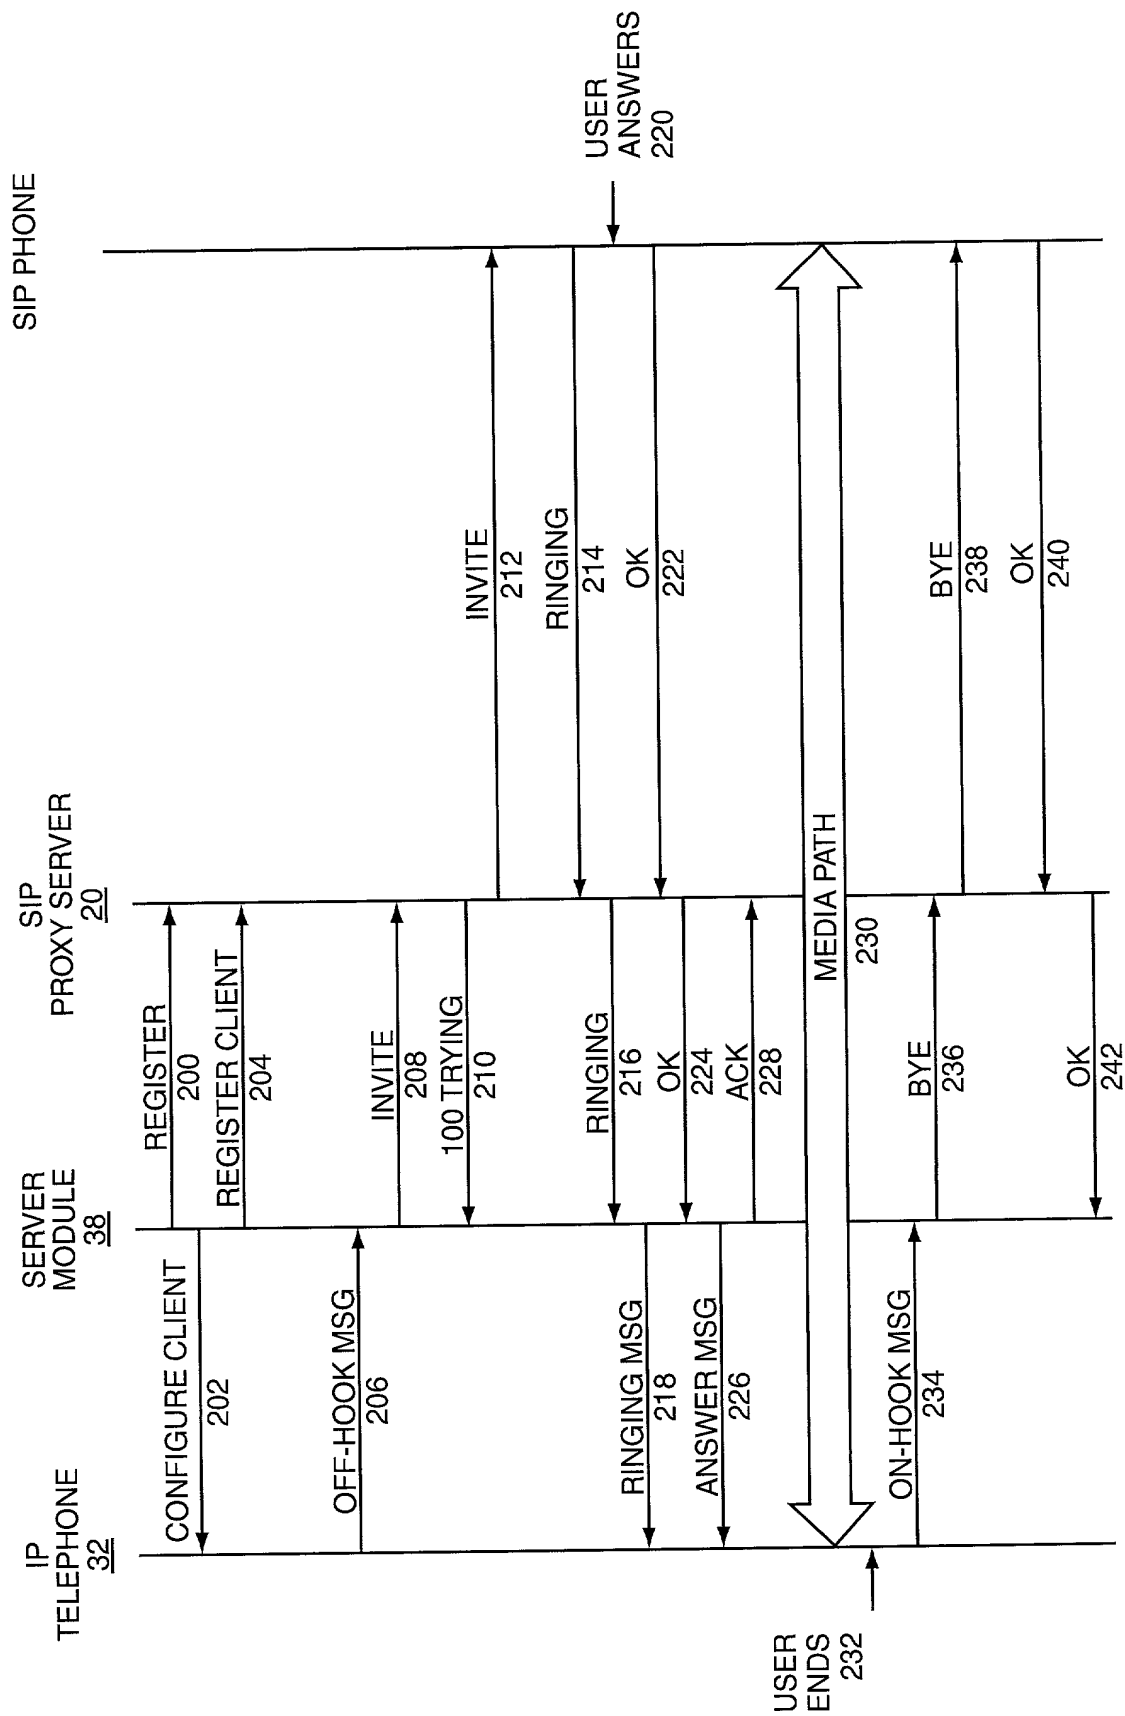 IP
TELEPHONE
32
SERVER
MODULE
38
SIP
PROXY SERVER
20
SIP PHONE
REGISTER
200
CONFIGURE CLIENT
202
REGISTER CLIENT
204
OFF-HOOK MSG
206
INVITE
208
100 TRYING
210
INVITE
212
RINGING
214
RINGING
216
RINGING MSG
218
USER
ANSWERS
220
OK
222
OK
224
ANSWER MSG
226
ACK
228
MEDIA PATH
230
USER
ENDS
232
ON-HOOK MSG
234
BYE
236
BYE
238
OK
240
OK
242